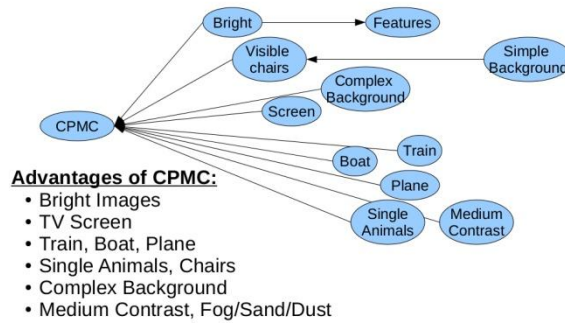 Bright
Features
Visible
chairs
Simple
Background
Complex
Background
Screen
CPMC
Train
Boat
Plane
Single
Animals
Medium
Contrast
Advantages of CPMC:
• Bright Images
• TV Screen
• Train, Boat, Plane
• Single Animals, Chairs
• Complex Background
• Medium Contrast, Fog/Sand/Dust